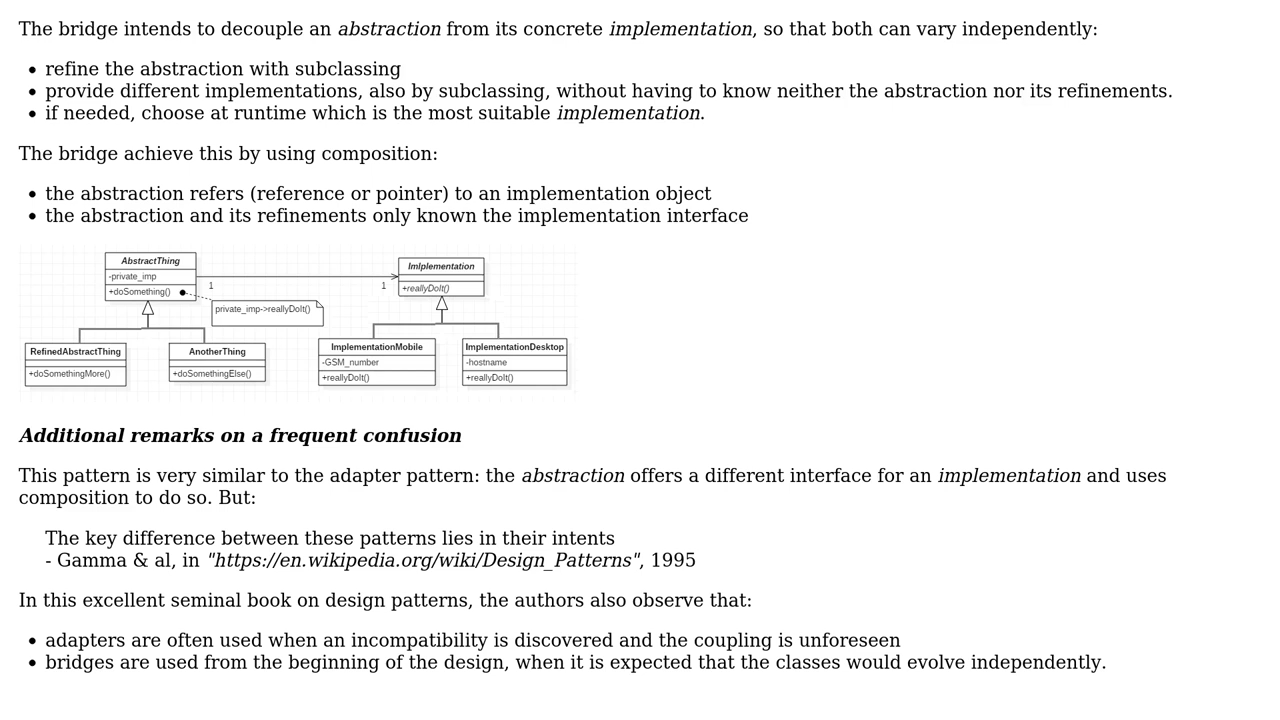 The bridge intends to decouple an abstraction from its concrete implementation, so that both can vary independently:
• refine the abstraction with subclassing
• provide different implementations, also by subclassing, without having to know neither the abstraction nor its refinements.
• if needed, choose at runtime which is the most suitable implementation.
The bridge achieve this by using composition:
• the abstraction refers (reference or pointer) to an implementation object
• the abstraction and its refinements only known the implementation interface
AbstractThing
-private_imp
+doSomething()
1
1
private_imp->reallyDoIt()
ImIplementation
+reallyDoIt()
RefinedAbstractThing
+doSomethingMore()
AnotherThing
+doSomethingElse()
ImplementationMobile
-GSM_number
+reallyDoIt()
ImplementationDesktop
-hostname
+reallyDoIt()
Additional remarks on a frequent confusion
This pattern is very similar to the adapter pattern: the abstraction offers a different interface for an implementation and uses
composition to do so. But:
The key difference between these patterns lies in their intents
- Gamma & al, in "https://en.wikipedia.org/wiki/Design_Patterns", 1995
In this excellent seminal book on design patterns, the authors also observe that:
• adapters are often used when an incompatibility is discovered and the coupling is unforeseen
• bridges are used from the beginning of the design, when it is expected that the classes would evolve independently.